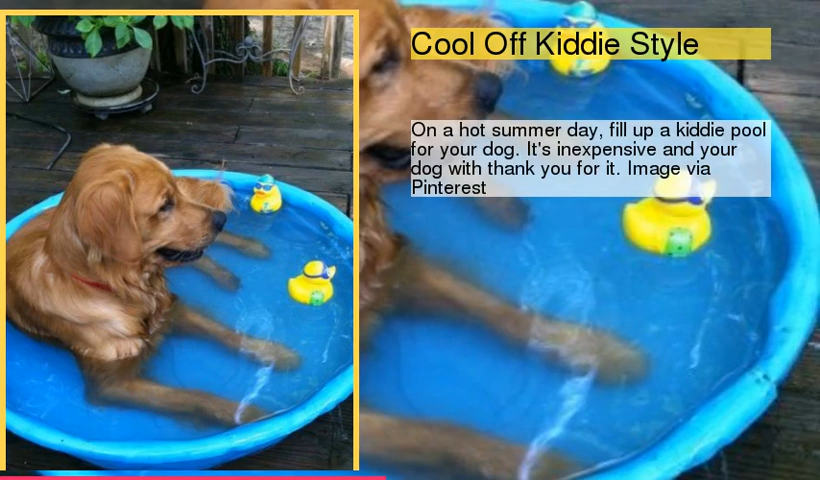 Cool Off Kiddie Style
On a hot summer day, fill up a kiddie pool
for your dog. It's inexpensive and your
dog with thank you for it. Image via
Pinterest